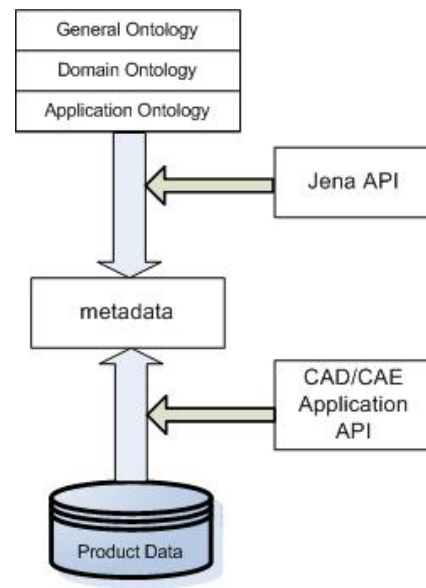 General Ontology
Domain Ontology
Application Ontology
Jena API
metadata
CAD/CAE
Application
API
Product Data